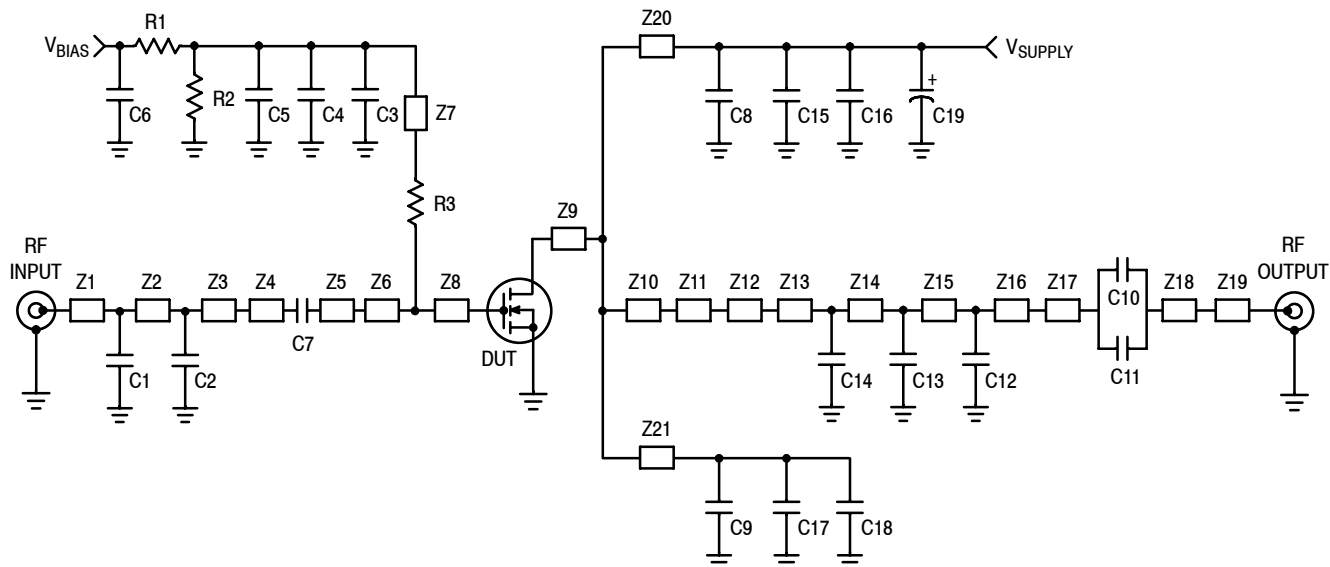 Z20
R1
V_BIAS
V_SUPPLY
R2
C6
C5
C4
C3
Z7
C8
C15
C16
+
C19
R3
Z9
RF
INPUT
RF
OUTPUT
Z1
Z2
Z3
Z4
Z5
Z6
Z8
Z10
Z11
Z12
Z13
Z14
Z15
Z16
Z17
C10
Z18
Z19
C7
DUT
C1
C2
C14
C13
C12
C11
Z21
C9
C17
C18